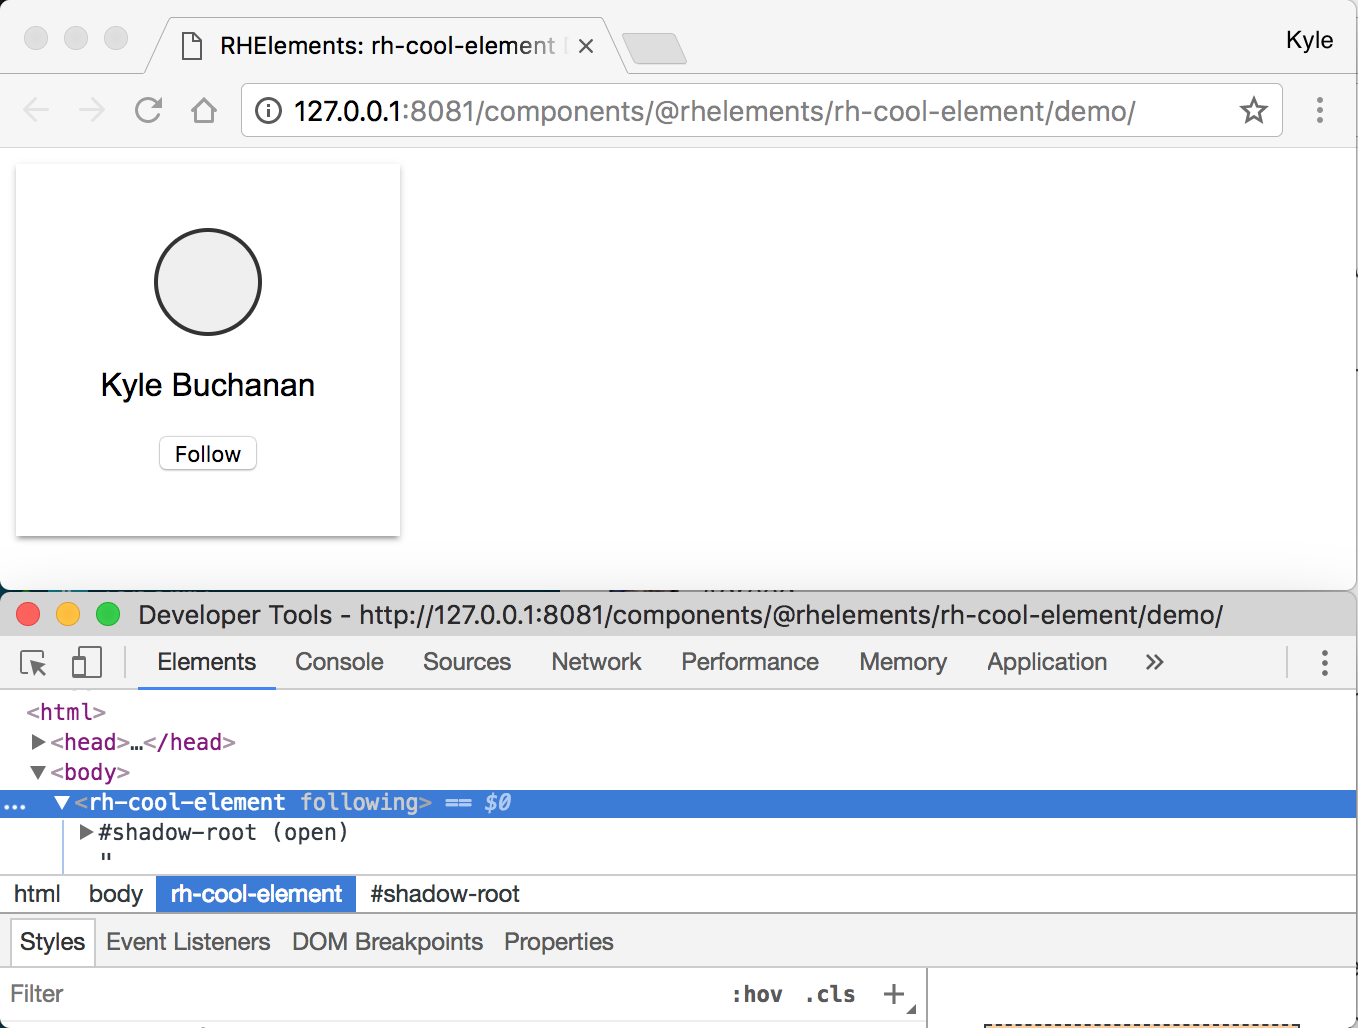 RHElements: rh-cool-element
Kyle
127.0.0.1:8081/components/@rhelements/rh-cool-element/demo/
Kyle Buchanan
Follow
Developer Tools - http://127.0.0.1:8081/components/@rhelements/rh-cool-element/demo/
Elements Console Sources Network Performance Memory Application »
<html>
▶<head>…</head>
▼<body>
… ▼<rh-cool-element following> == $0
▶#shadow-root (open)
"
html body rh-cool-element #shadow-root
Styles Event Listeners DOM Breakpoints Properties
Filter :hov .cls +